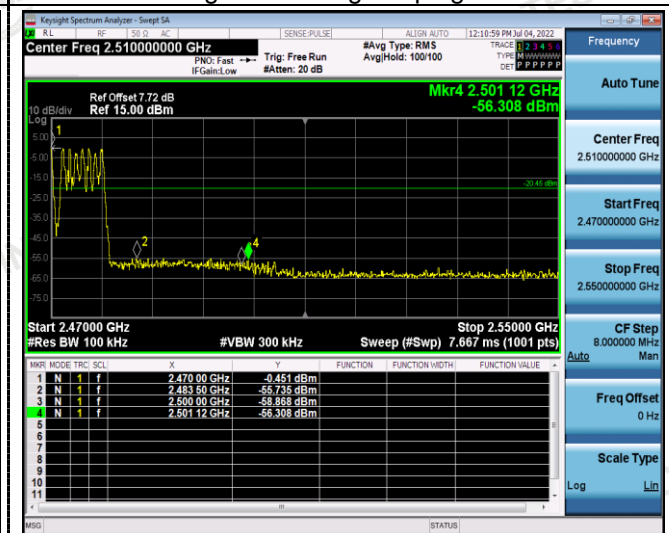 Keysight Spectrum Analyzer - Swept SA
RL RF 50 Ω AC SENSE:PULSE ALIGN AUTO 12:10:59 PM Jul 04, 2022
Center Freq 2.510000000 GHz
PNO: Fast
IFGain:Low
Trig: Free Run
#Atten: 20 dB
#Avg Type: RMS
Avg|Hold: 100/100
TRACE 1 2 3 4 5 6
TYPE MWWWWW
DET P P P P P P
Ref Offset 7.72 dB
Ref 15.00 dBm
10 dB/div
Log
Mkr4 2.501 12 GHz
-56.308 dBm
5.00
-5.00
-15.0
-25.0
-35.0
-45.0
-55.0
-65.0
-75.0
1
2
4
-20.45 dBm
Start 2.47000 GHz Stop 2.55000 GHz
#Res BW 100 kHz #VBW 300 kHz Sweep (#Swp) 7.667 ms (1001 pts)
MKR MODE TRC SCL X Y FUNCTION FUNCTION WIDTH FUNCTION VALUE
1 N 1 f 2.470 00 GHz -0.451 dBm
2 N 1 f 2.483 50 GHz -55.735 dBm
3 N 1 f 2.500 00 GHz -58.868 dBm
4 N 1 f 2.501 12 GHz -56.308 dBm
5
6
7
8
9
10
11
MSG STATUS
Frequency
Auto Tune
Center Freq
2.510000000 GHz
Start Freq
2.470000000 GHz
Stop Freq
2.550000000 GHz
CF Step
8.000000 MHz
Auto Man
Freq Offset
0 Hz
Scale Type
Log Lin